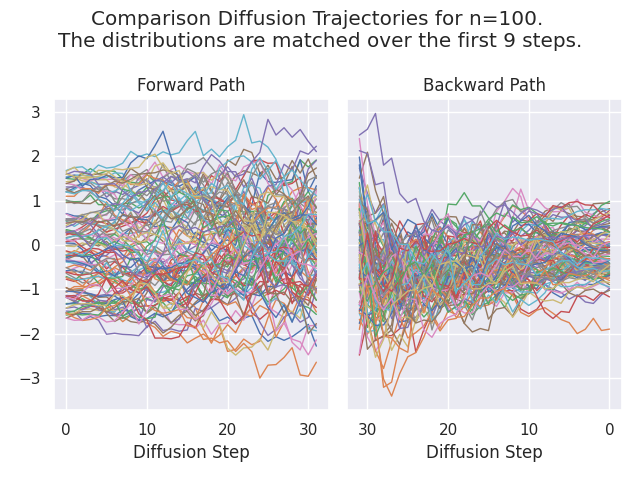 Comparison Diffusion Trajectories for n=100.
The distributions are matched over the first 9 steps.
Forward Path
Backward Path
3
2
1
0
−1
−2
−3
0 10 20 30
30 20 10 0
Diffusion Step
Diffusion Step